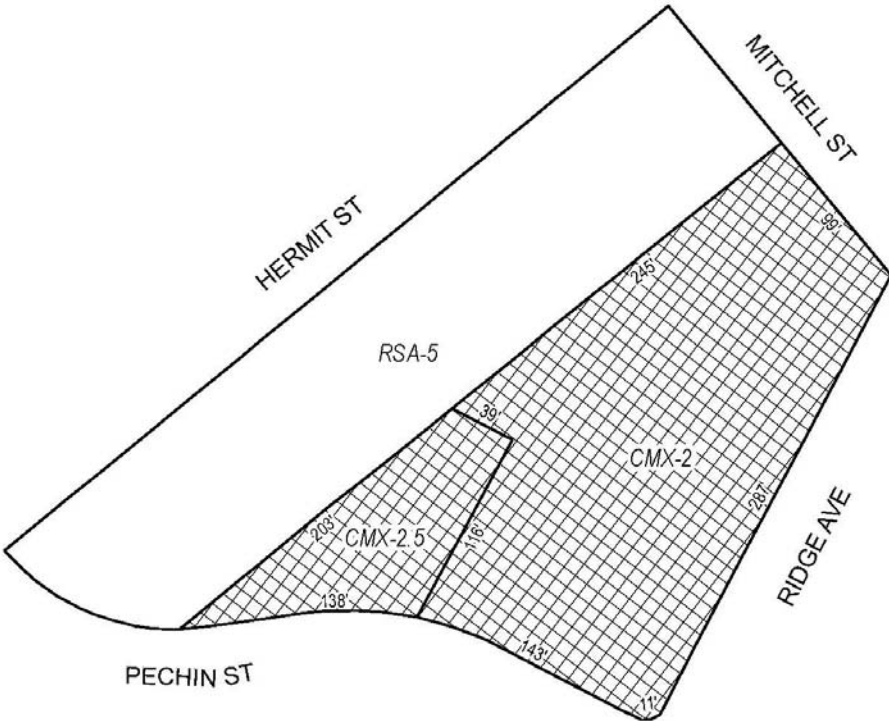 MITCHELL ST
HERMIT ST
99'
245'
RSA-5
39'
CMX-2
287'
203'
CMX-2.5
116'
RIDGE AVE
138'
143'
PECHIN ST
11'